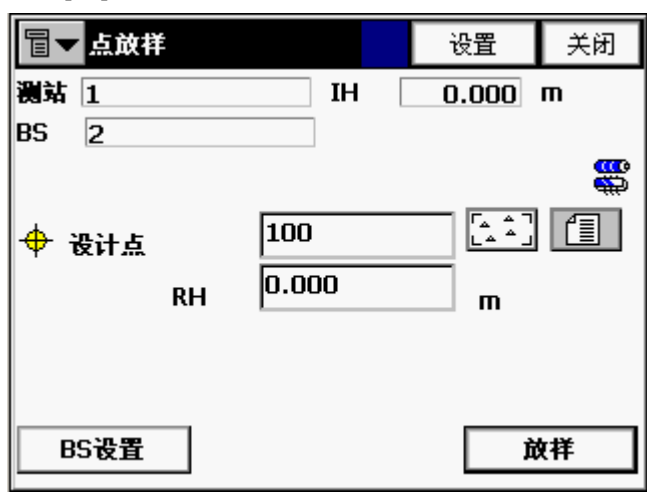 点放样 设置 关闭
测站 1 IH 0.000 m
BS 2
设计点 100
RH 0.000 m
BS设置 放样